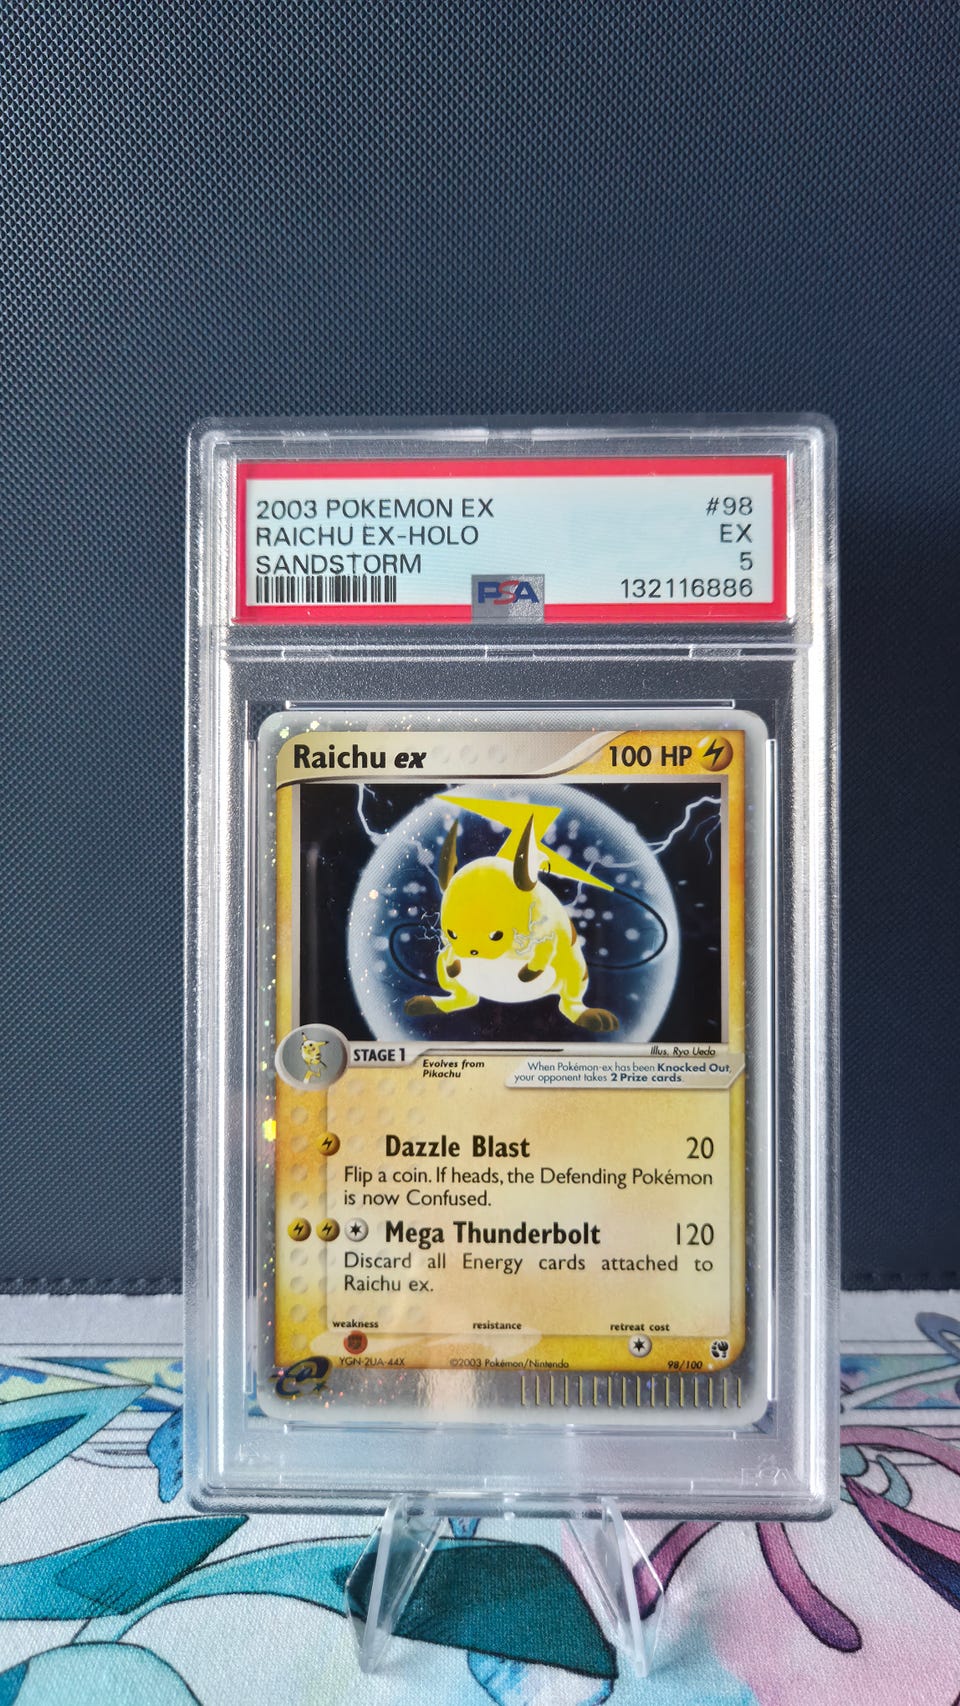 2003 POKEMON EX #98
RAICHU EX-HOLO EX
SANDSTORM 5
PSA 132116886
Raichu ex 100 HP
Illus. Ryo Ueda
STAGE 1
Evolves from
Pikachu
When Pokémon-ex has been Knocked Out,
your opponent takes 2 Prize cards.
Dazzle Blast 20
Flip a coin. If heads, the Defending Pokémon
is now Confused.
Mega Thunderbolt 120
Discard all Energy cards attached to
Raichu ex.
weakness resistance retreat cost
YGN-2UA-44X ©2003 Pokémon/Nintendo 98/100
PSA